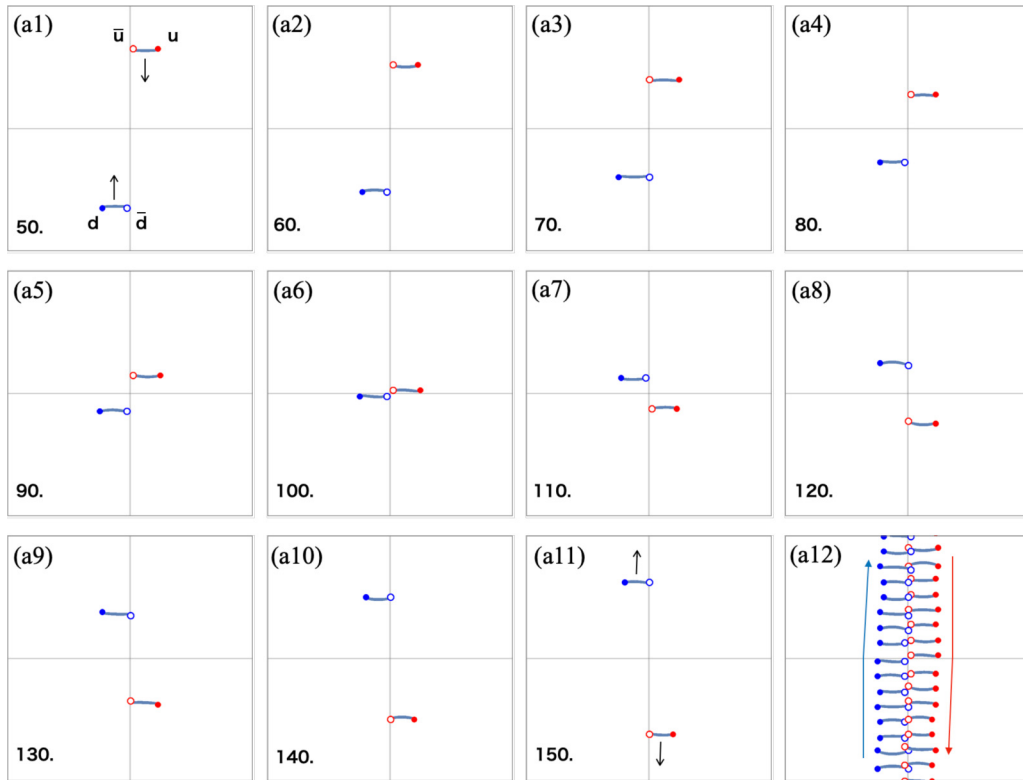 (a1) (a2) (a3) (a4)
ū u
d d̄
50. 60. 70. 80.
(a5) (a6) (a7) (a8)
90. 100. 110. 120.
(a9) (a10) (a11) (a12)
130. 140. 150.